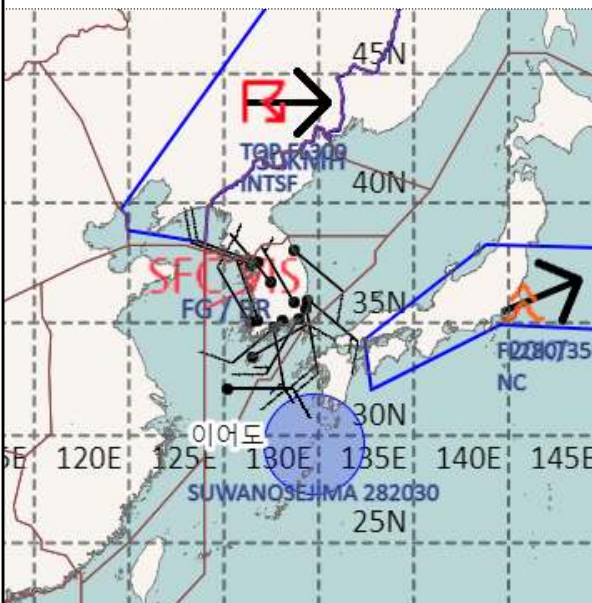 45N
TOP FL300
INTSF
40N
SFC VIS
FG / BR
35N
NC
이어도
30N
120E
125E
130E
135E
140E
145E
SUWANOSEJIMA 282030
25N